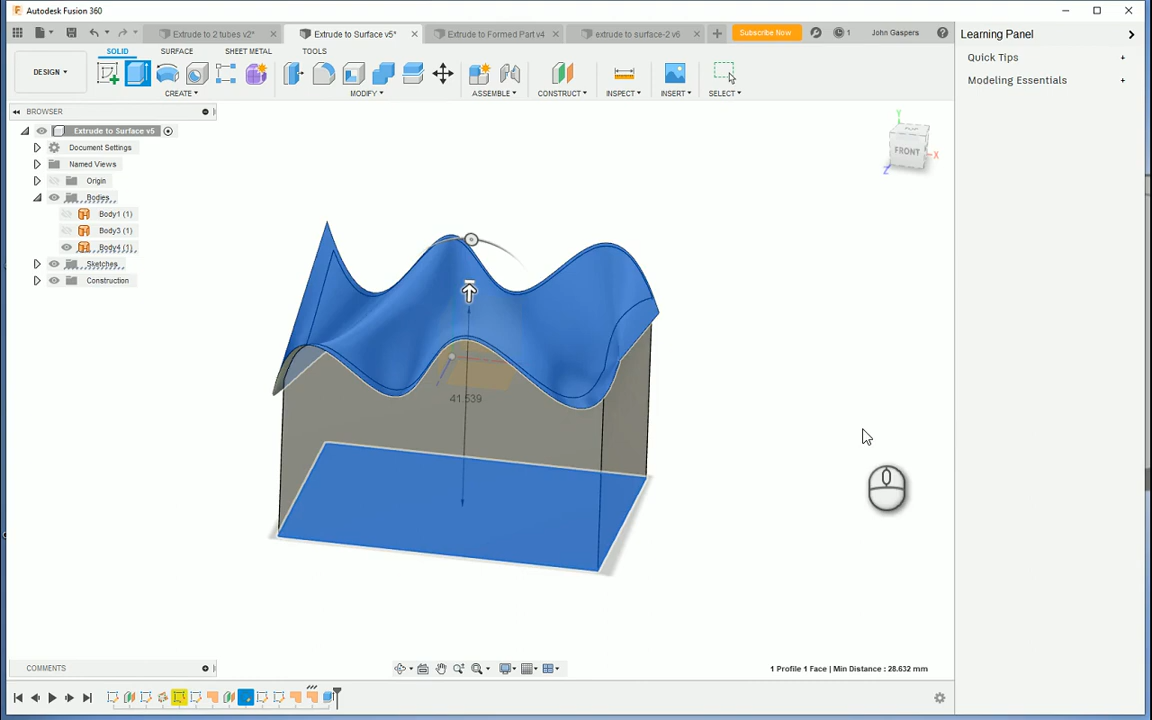 Autodesk Fusion 360
Extrude to 2 tubes v2*
Extrude to Surface v5*
Extrude to Formed Part v4
extrude to surface-2 v6
Subscribe Now
1
John Gaspers
Learning Panel
Quick Tips
Modeling Essentials
SOLID
SURFACE
SHEET METAL
TOOLS
DESIGN
CREATE
MODIFY
ASSEMBLE
CONSTRUCT
INSPECT
INSERT
SELECT
BROWSER
Extrude to Surface v5
Document Settings
Named Views
Origin
Bodies
Body1 (1)
Body3 (1)
Body4 (1)
Sketches
Construction
Y
FRONT
X
Z
41.539
COMMENTS
1 Profile 1 Face | Min Distance : 28.632 mm